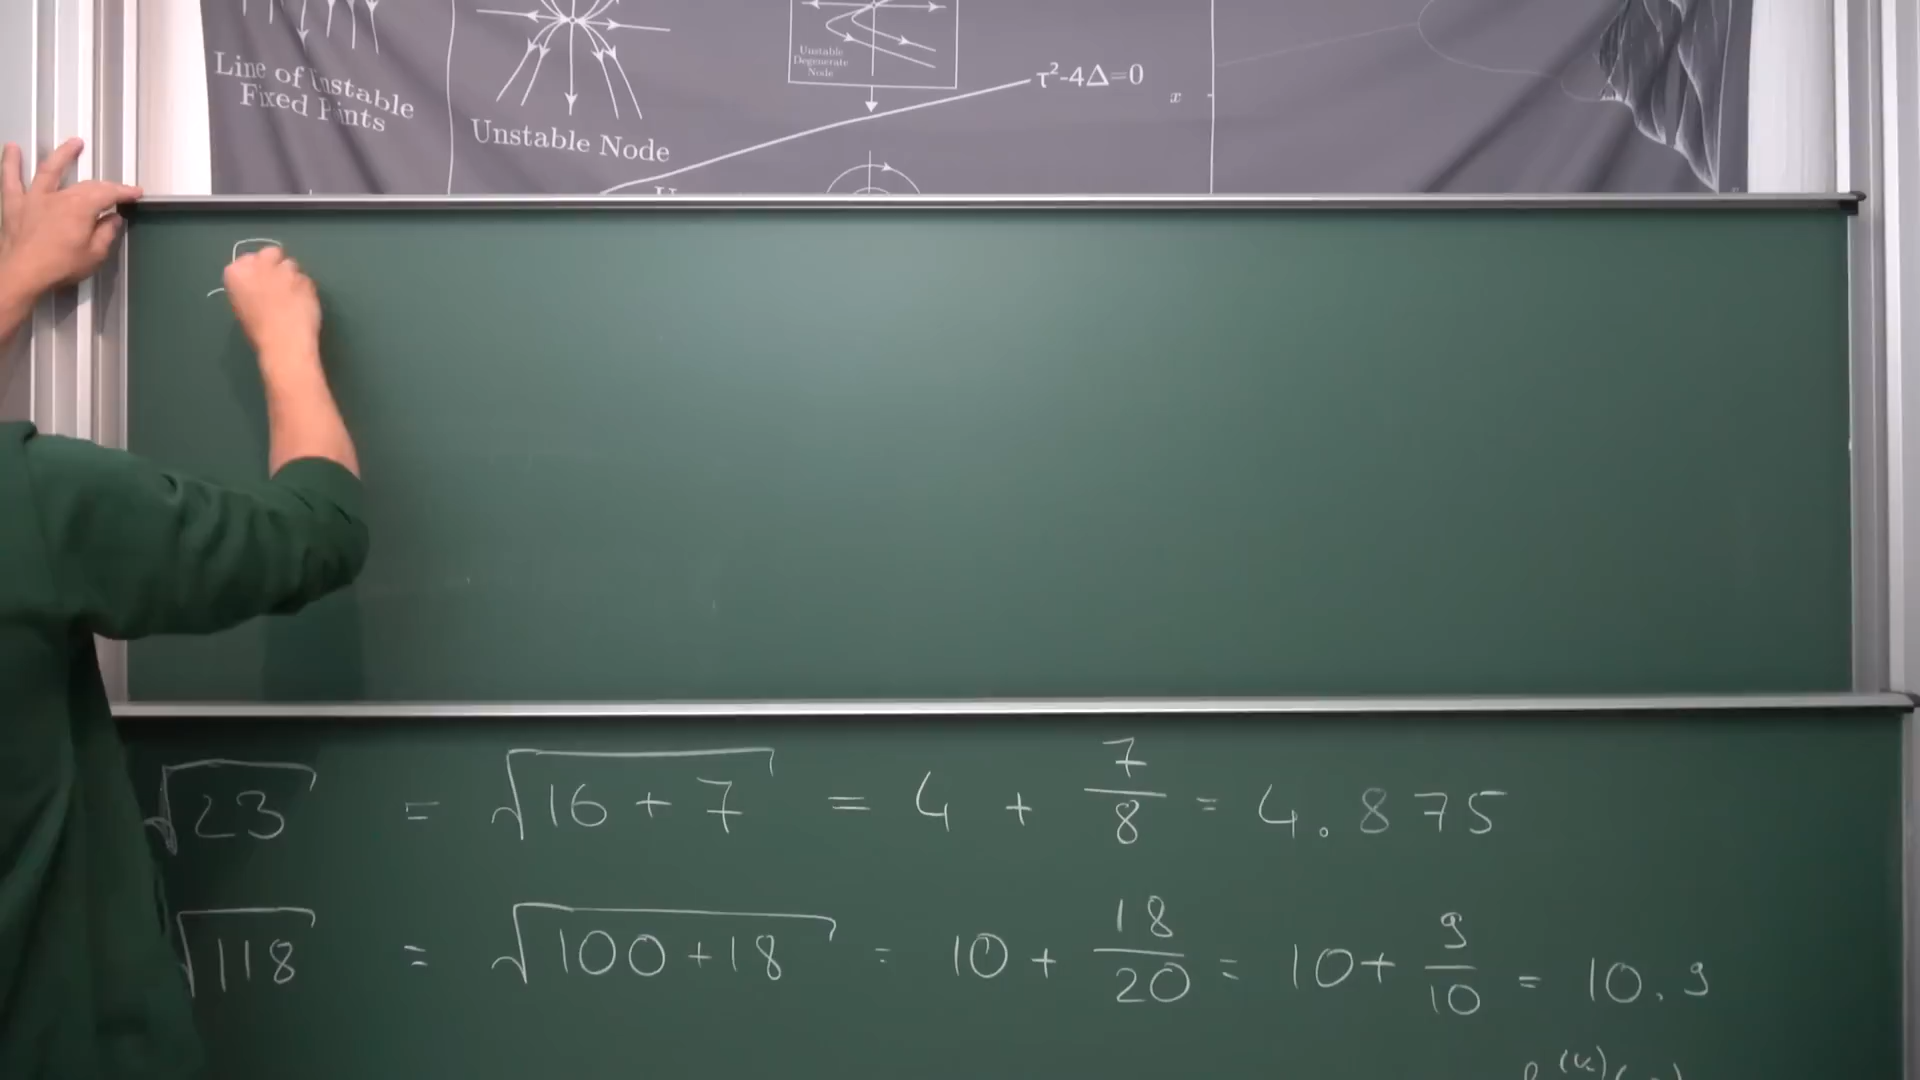 Line of Unstable
Fixed Points
Unstable Node
Unstable
Degenerate
Node
τ²-4Δ=0
x
√23 = √16 + 7 = 4 + 7/8 = 4.875
√118 = √100+18 = 10 + 18/20 = 10 + 9/10 = 10.9